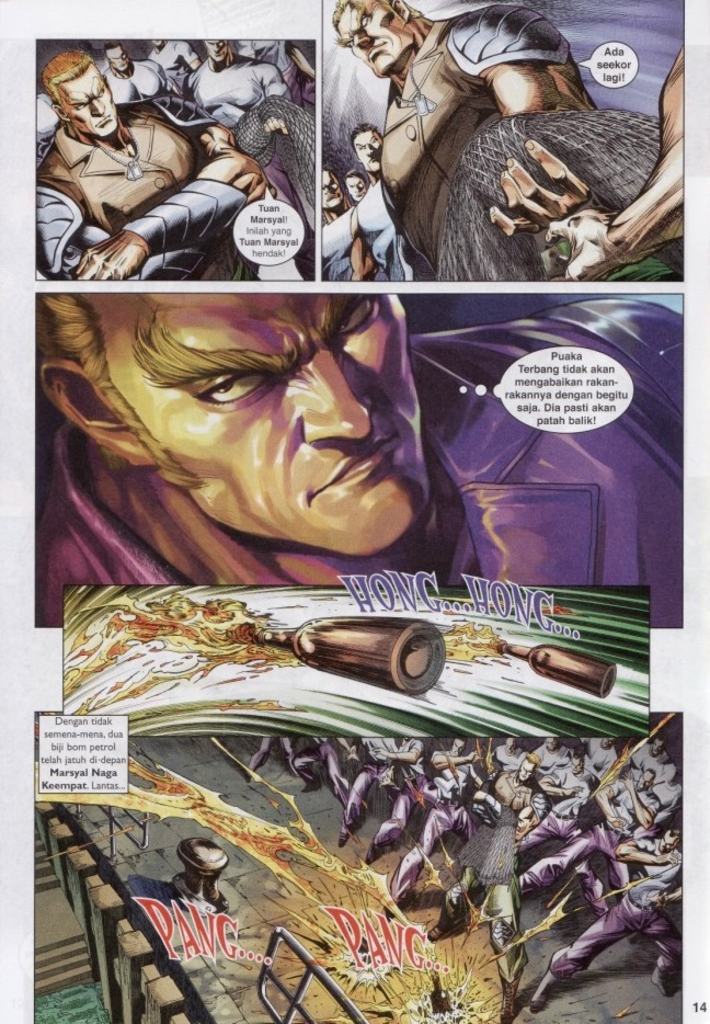 Tuan
Marsyal!
Inilah yang
Tuan Marsyal
hendak!
Ada
seekor
lagi!
Puaka
Terbang tidak akan
mengabaikan rakan-
rakannya dengan begitu
saja. Dia pasti akan
patah balik!
HONG...HONG...
Dengan tidak
semena-mena, dua
biji bom petrol
telah jatuh di-depan
Marsyal Naga
Keempat. Lantas...
PANG....
PANG...
14